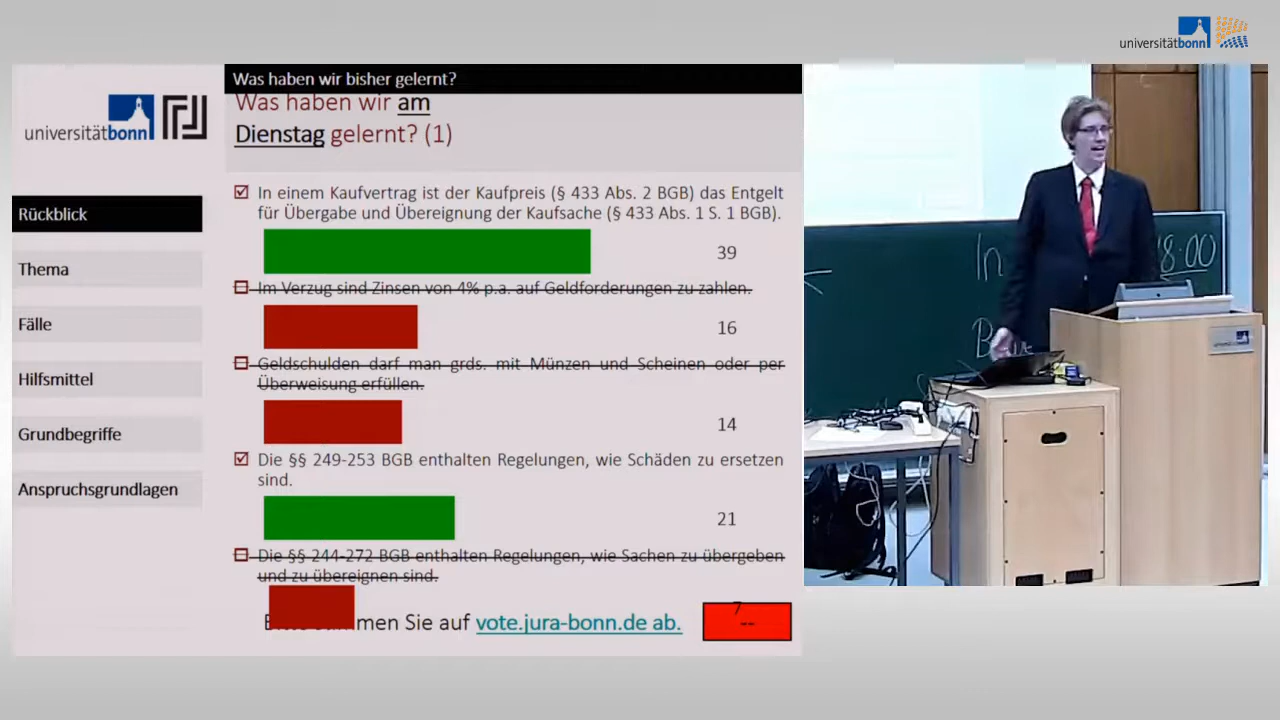 universitätbonn
Was haben wir bisher gelernt?
universitätbonn
Was haben wir am
Dienstag gelernt? (1)
Rückblick
Thema
Fälle
Hilfsmittel
Grundbegriffe
Anspruchsgrundlagen
In einem Kaufvertrag ist der Kaufpreis (§ 433 Abs. 2 BGB) das Entgelt
für Übergabe und Übereignung der Kaufsache (§ 433 Abs. 1 S. 1 BGB).
39
Im Verzug sind Zinsen von 4% p.a. auf Geldforderungen zu zahlen.
16
Geldschulden darf man grds. mit Münzen und Scheinen oder per
Überweisung erfüllen.
14
Die §§ 249-253 BGB enthalten Regelungen, wie Schäden zu ersetzen
sind.
21
Die §§ 244-272 BGB enthalten Regelungen, wie Sachen zu übergeben
und zu übereignen sind.
7
men Sie auf vote.jura-bonn.de ab.
In
8:00